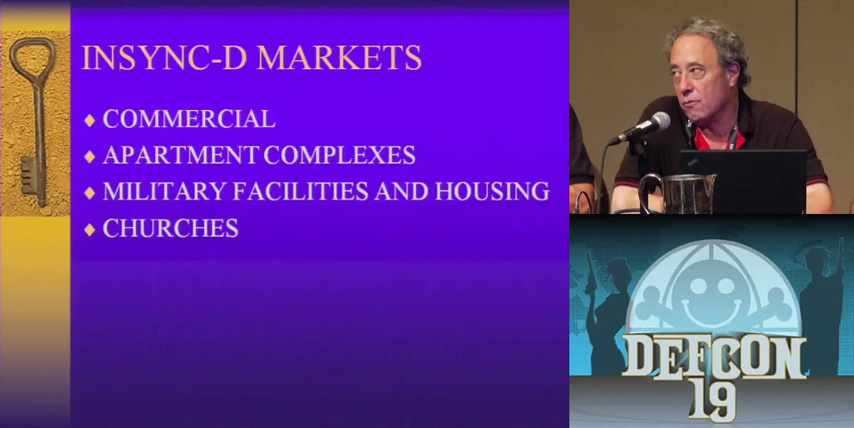 INSYNC-D MARKETS
COMMERCIAL
APARTMENT COMPLEXES
MILITARY FACILITIES AND HOUSING
CHURCHES
DEFCON
19